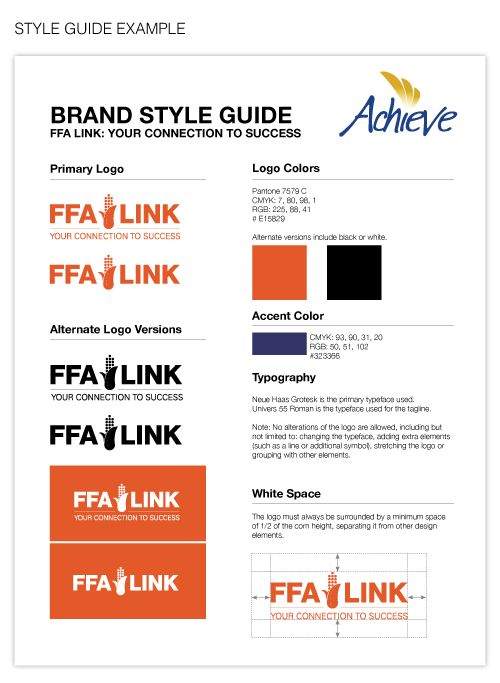 STYLE GUIDE EXAMPLE
Achieve
BRAND STYLE GUIDE
FFA LINK: YOUR CONNECTION TO SUCCESS
Primary Logo
FFA LINK
YOUR CONNECTION TO SUCCESS
FFA LINK
Alternate Logo Versions
FFA LINK
YOUR CONNECTION TO SUCCESS
FFA LINK
FFA LINK
YOUR CONNECTION TO SUCCESS
FFA LINK
Logo Colors
Pantone 7579 C
CMYK: 7, 80, 98, 1
RGB: 225, 88, 41
# E15829
Alternate versions include black or white.
Accent Color
CMYK: 93, 90, 31, 20
RGB: 50, 51, 102
#323366
Typography
Neue Haas Grotesk is the primary typeface used.
Univers 55 Roman is the typeface used for the tagline.
Note: No alterations of the logo are allowed, including but
not limited to: changing the typeface, adding extra elements
(such as a line or additional symbol), stretching the logo or
grouping with other elements.
White Space
The logo must always be surrounded by a minimum space
of 1/2 of the corn height, separating it from other design
elements.
FFA LINK
YOUR CONNECTION TO SUCCESS